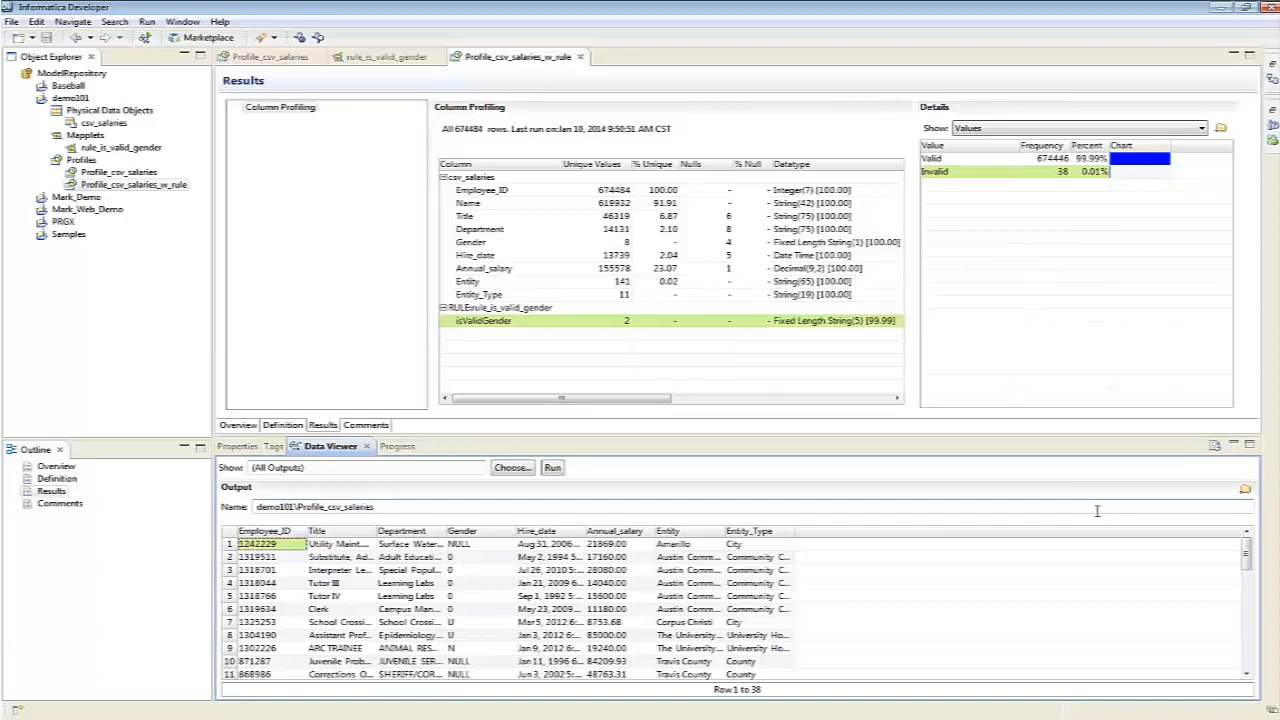 Informatica Developer
File Edit Navigate Search Run Window Help
Marketplace
Object Explorer
ModelRepository
Baseball
demo101
Physical Data Objects
csv_salaries
Mapplets
rule_is_valid_gender
Profiles
Profile_csv_salaries
Profile_csv_salaries_w_rule
Mark_Demo
Mark_Web_Demo
PRGX
Samples
Profile_csv_salaries rule_is_valid_gender Profile_csv_salaries_w_rule
Results
Column Profiling
Column Profiling
All 674484 rows. Last run on:Jan 10, 2014 9:50:51 AM CST
Column Unique Values % Unique Nulls % Null Datatype
csv_salaries
Employee_ID 674484 100.00 - - Integer(7) [100.00]
Name 619932 91.91 - - String(42) [100.00]
Title 46319 6.87 6 - String(75) [100.00]
Department 14131 2.10 8 - String(75) [100.00]
Gender 8 - 4 - Fixed Length String(1) [100.00]
Hire_date 13739 2.04 5 - Date Time [100.00]
Annual_salary 155578 23.07 1 - Decimal(9,2) [100.00]
Entity 141 0.02 - - String(65) [100.00]
Entity_Type 11 - - - String(19) [100.00]
RULE:rule_is_valid_gender
isValidGender 2 - - - Fixed Length String(5) [99.99]
Details
Show: Values
Value Frequency Percent Chart
Valid 674446 99.99%
Invalid 38 0.01%
Overview Definition Results Comments
Outline
Overview
Definition
Results
Comments
Properties Tags Data Viewer Progress
Show: (All Outputs) Choose... Run
Output
Name: demo101\Profile_csv_salaries
Employee_ID Title Department Gender Hire_date Annual_salary Entity Entity_Type
1 1242229 Utility Maint... Surface Water... NULL Aug 31, 2006... 21869.00 Amarillo City
2 1319511 Substitute, Ad... Adult Educati... 0 May 2, 1994 5... 17160.00 Austin Comm... Community C...
3 1318701 Interpreter Le... Special Popul... 0 Jul 26, 2010 5:... 28080.00 Austin Comm... Community C...
4 1318044 Tutor III Learning Labs 0 Jan 21, 2009 6... 14040.00 Austin Comm... Community C...
5 1318766 Tutor IV Learning Labs 0 Sep 1, 1992 5:... 15600.00 Austin Comm... Community C...
6 1319634 Clerk Campus Man... 0 May 23, 2009... 11180.00 Austin Comm... Community C...
7 1325253 School Crossi... School Crossi... U Mar 5, 2012 6:... 8753.68 Corpus Christi City
8 1304190 Assistant Prof... Epidemiology... U Jan 3, 2012 6:... 85000.00 The University... University Ho...
9 1302226 ARC TRAINEE ANIMAL RES... N Jan 9, 2012 6:... 19240.00 The University... University Ho...
10 871287 Juvenile Prob... JUVENILE SER... NULL Jan 11, 1996 6... 84209.93 Travis County County
11 868986 Corrections O... SHERIFF/COR... NULL Jun 3, 2002 5:... 48763.31 Travis County County
Row 1 to 38